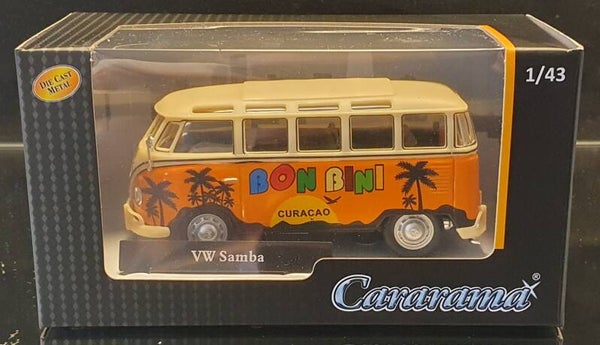 DIE CAST
METAL
1/43
BON BINI
CURAÇAO
VW Samba
Cararama®